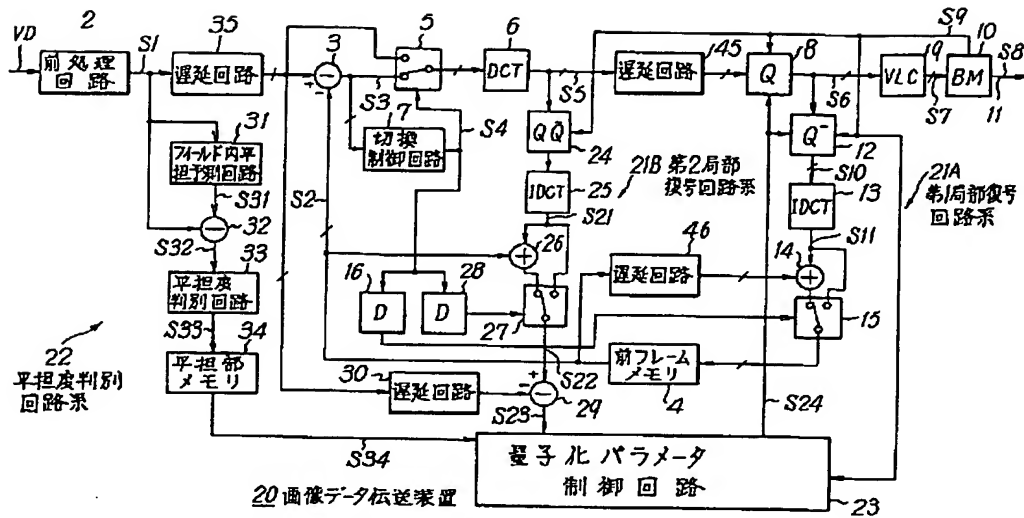 VD
2
前処理
回路
S1
35
遅延回路
3
+
−
S3
5
6
DCT
S5
45
遅延回路
8
Q
S6
S9
9
VLC
S7
10
BM
S8
11
7
切換
制御回路
S4
31
フィールド内平
担予測回路
S31
32
S32
33
平担度
判別回路
S33
34
平担部
メモリ
22
平担度判別
回路系
S34
S2
24
25
IDCT
S21
21B 第2局部
復号回路系
26
+
16
D
28
D
27
S22
46
遅延回路
12
S10
13
IDCT
S11
14
+
15
21A
第1局部復号
回路系
前フレーム
メモリ
4
30
遅延回路
+
−
29
S23
S24
量子化パラメータ
制御回路
23
20 画像データ伝送装置